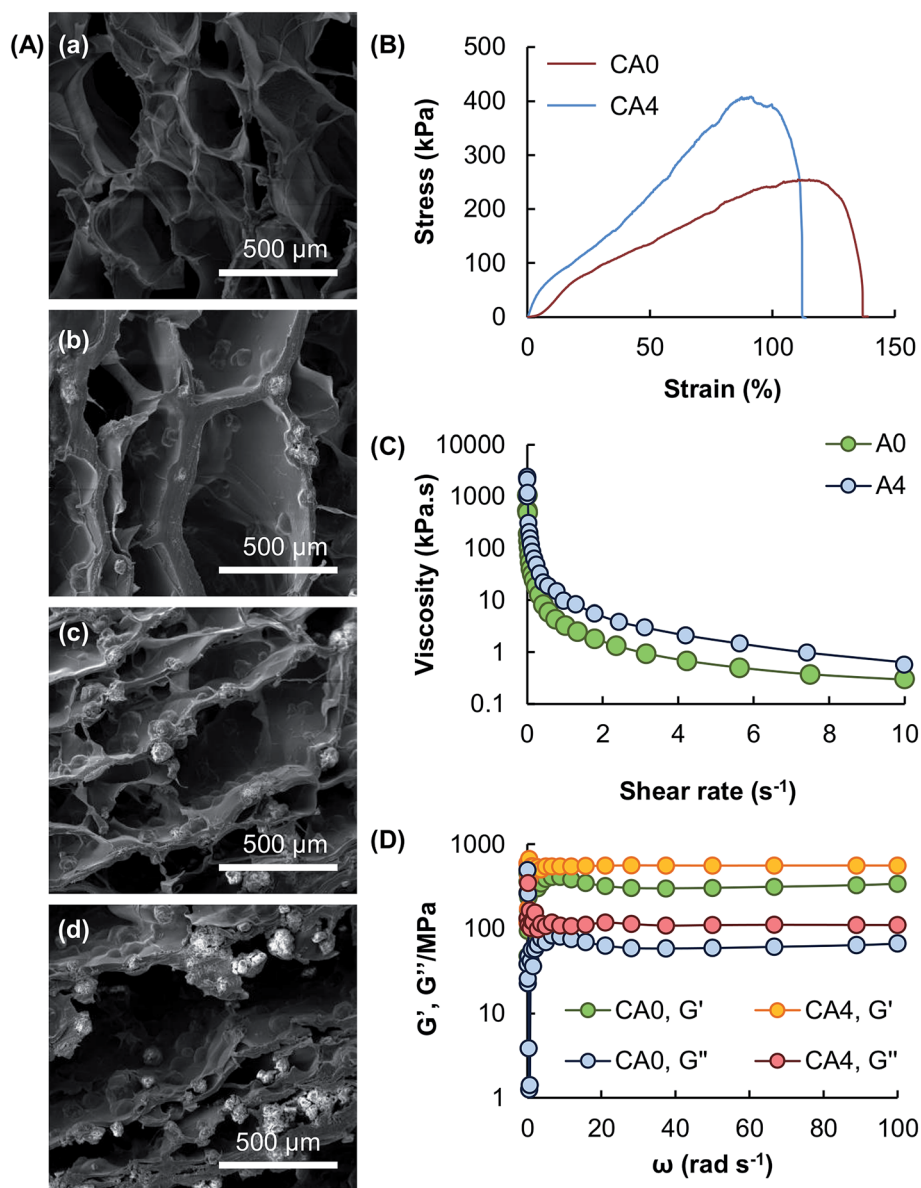 (A)
(a)
500 µm
(b)
500 µm
(c)
500 µm
(d)
500 µm
(B)
500
400
300
200
100
0
Stress (kPa)
CA0
CA4
0
50
100
150
Strain (%)
(C)
10000
1000
100
10
1
0.1
Viscosity (kPa.s)
A0
A4
0
2
4
6
8
10
Shear rate (s⁻¹)
(D)
1000
100
10
1
G', G''/MPa
CA0, G'
CA4, G'
CA0, G"
CA4, G"
0
20
40
60
80
100
ω (rad s⁻¹)